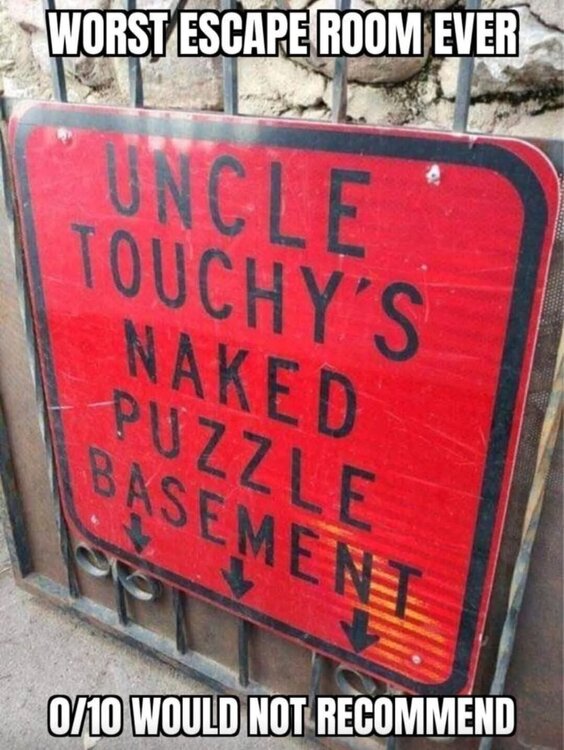 WORST ESCAPE ROOM EVER
UNCLE
TOUCHY'S
NAKED
PUZZLE
BASEMENT
0/10 WOULD NOT RECOMMEND